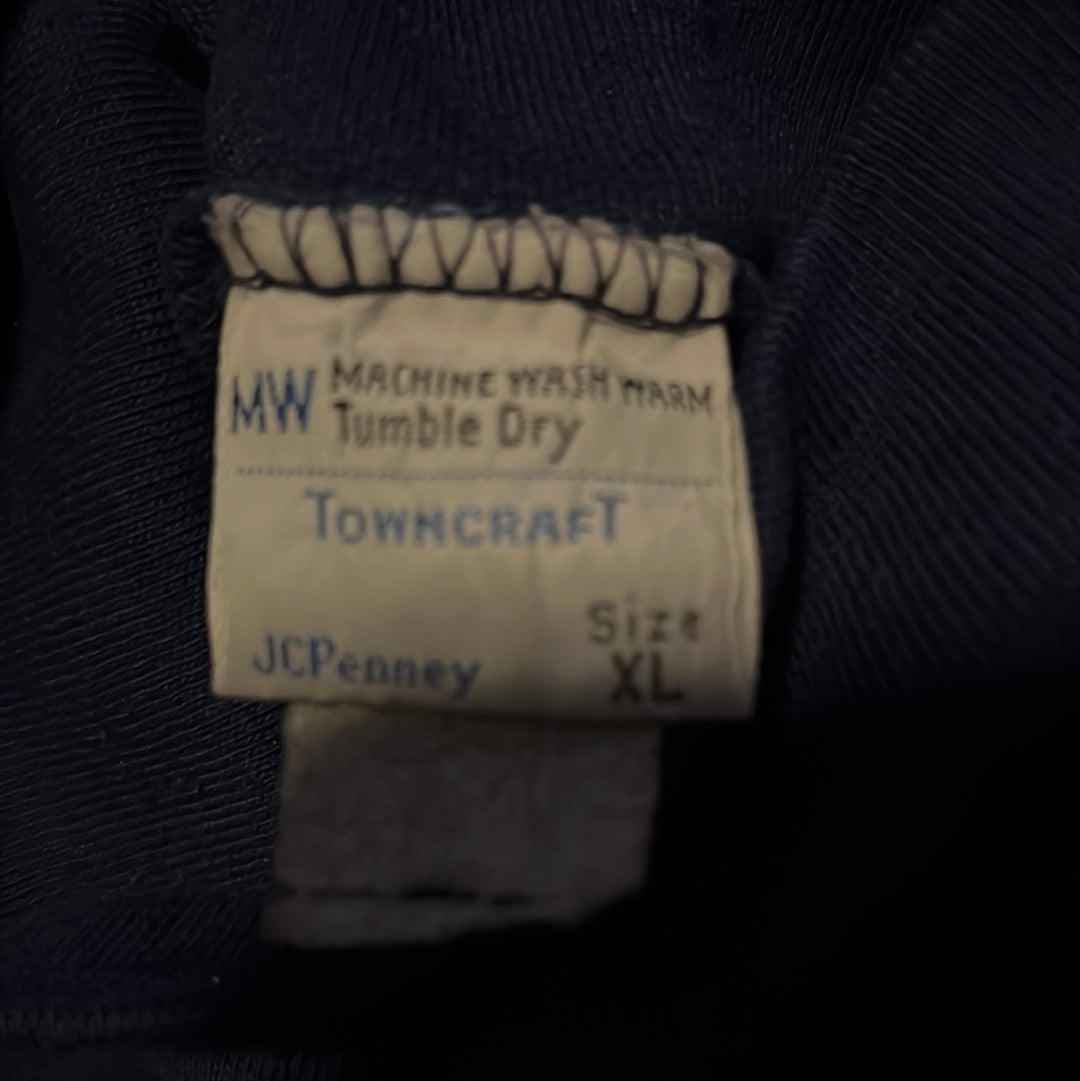 MW MACHINE WASH WARM
Tumble Dry
TOWNCRAFT
Size
JCPenney XL